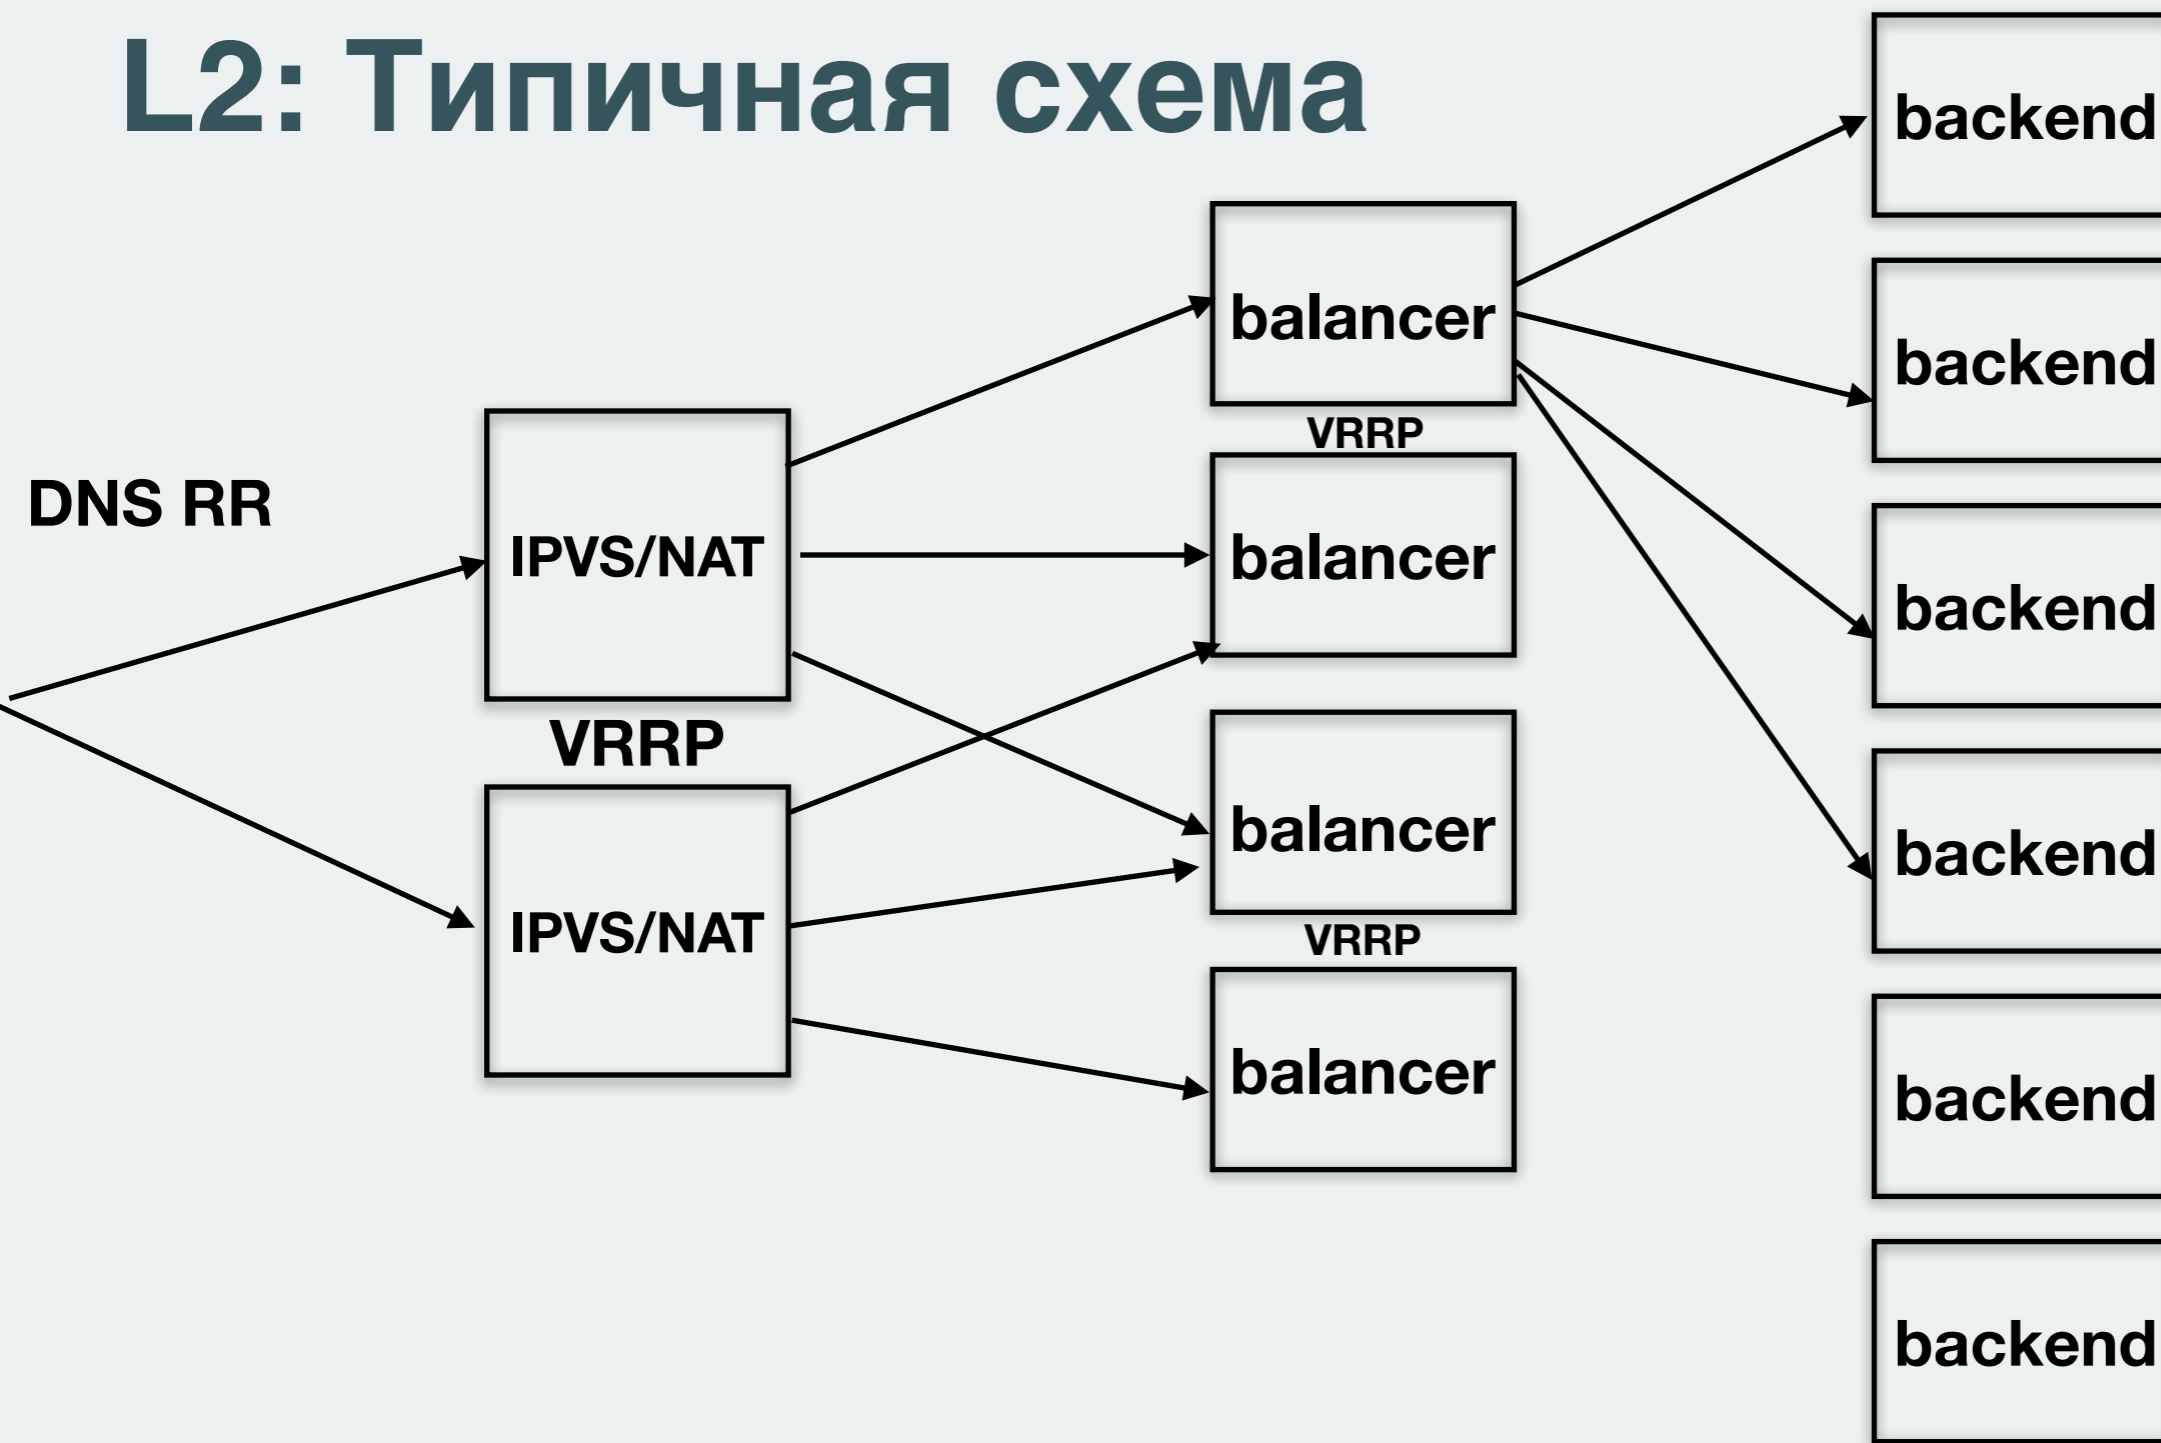 L2: Типичная схема
DNS RR
IPVS/NAT
VRRP
IPVS/NAT
balancer
VRRP
balancer
balancer
VRRP
balancer
backend
backend
backend
backend
backend
backend